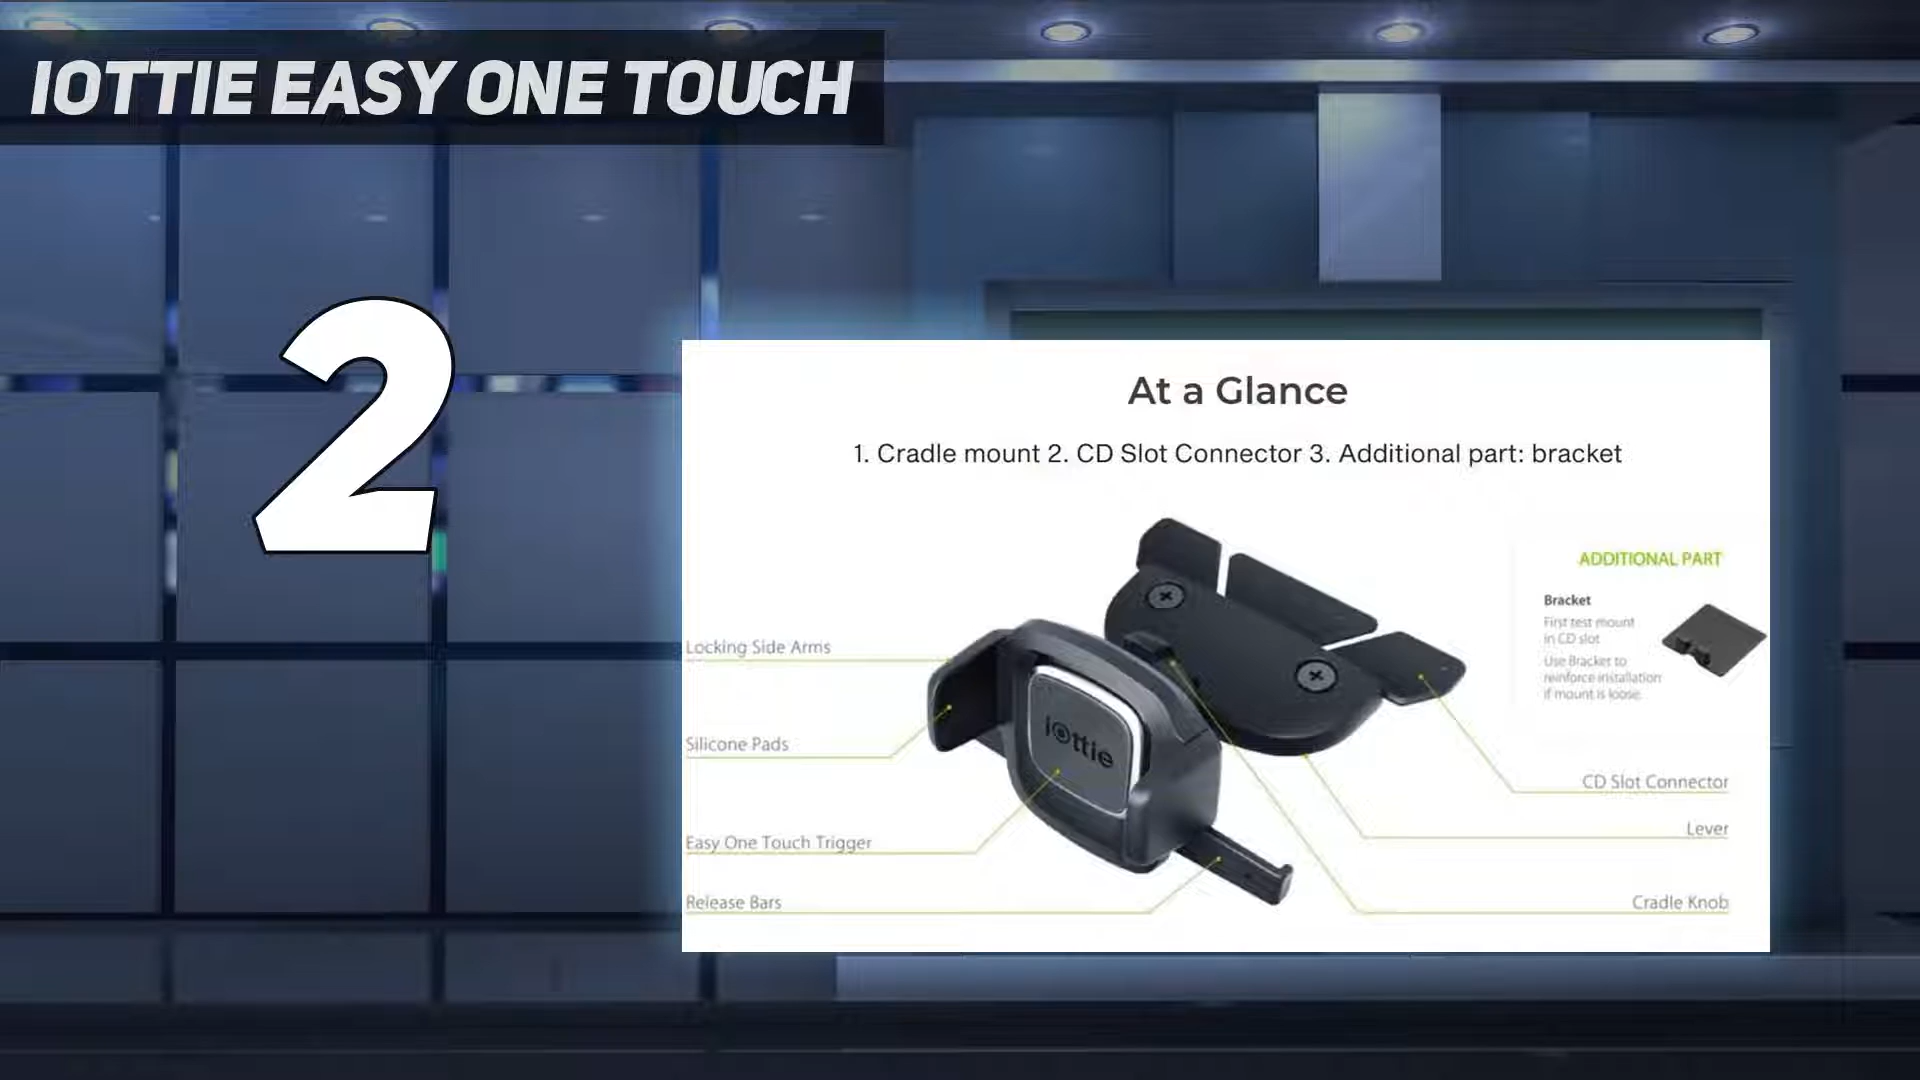 IOTTIE EASY ONE TOUCH
2
At a Glance
1. Cradle mount 2. CD Slot Connector 3. Additional part: bracket
ADDITIONAL PART
Bracket
First test mount
in CD slot
Use Bracket to
reinforce installation
if mount is loose.
Locking Side Arms
Silicone Pads
iottie
Easy One Touch Trigger
Release Bars
CD Slot Connector
Lever
Cradle Knob